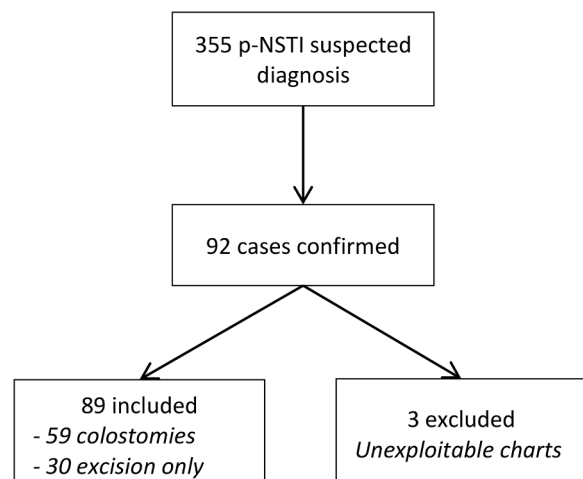 355 p-NSTI suspected
diagnosis
92 cases confirmed
89 included
- 59 colostomies
- 30 excision only
3 excluded
Unexploitable charts